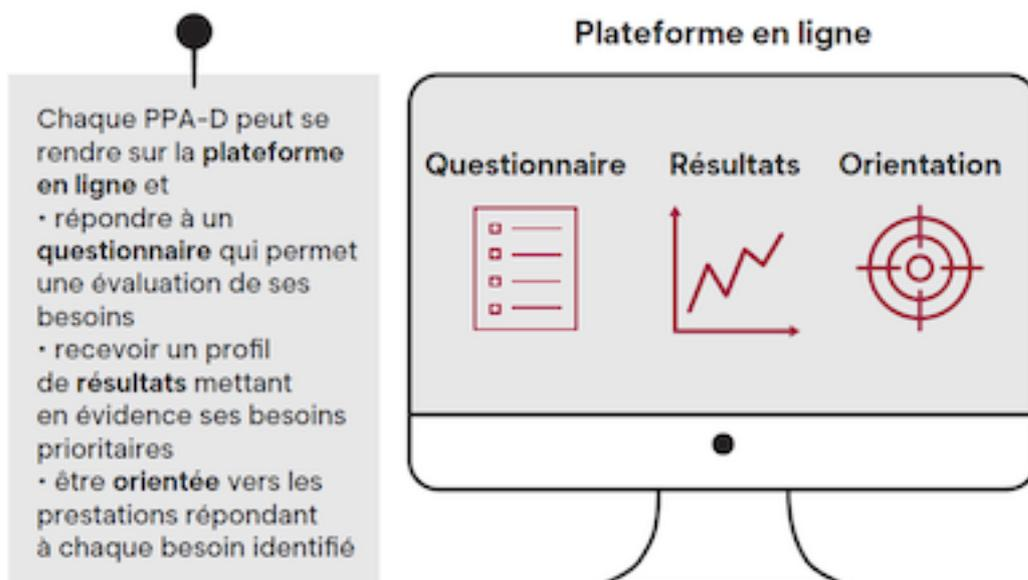 Chaque PPA-D peut se
rendre sur la plateforme
en ligne et
• répondre à un
questionnaire qui permet
une évaluation de ses
besoins
• recevoir un profil
de résultats mettant
en évidence ses besoins
prioritaires
• être orientée vers les
prestations répondant
à chaque besoin identifié
Plateforme en ligne
Questionnaire Résultats Orientation